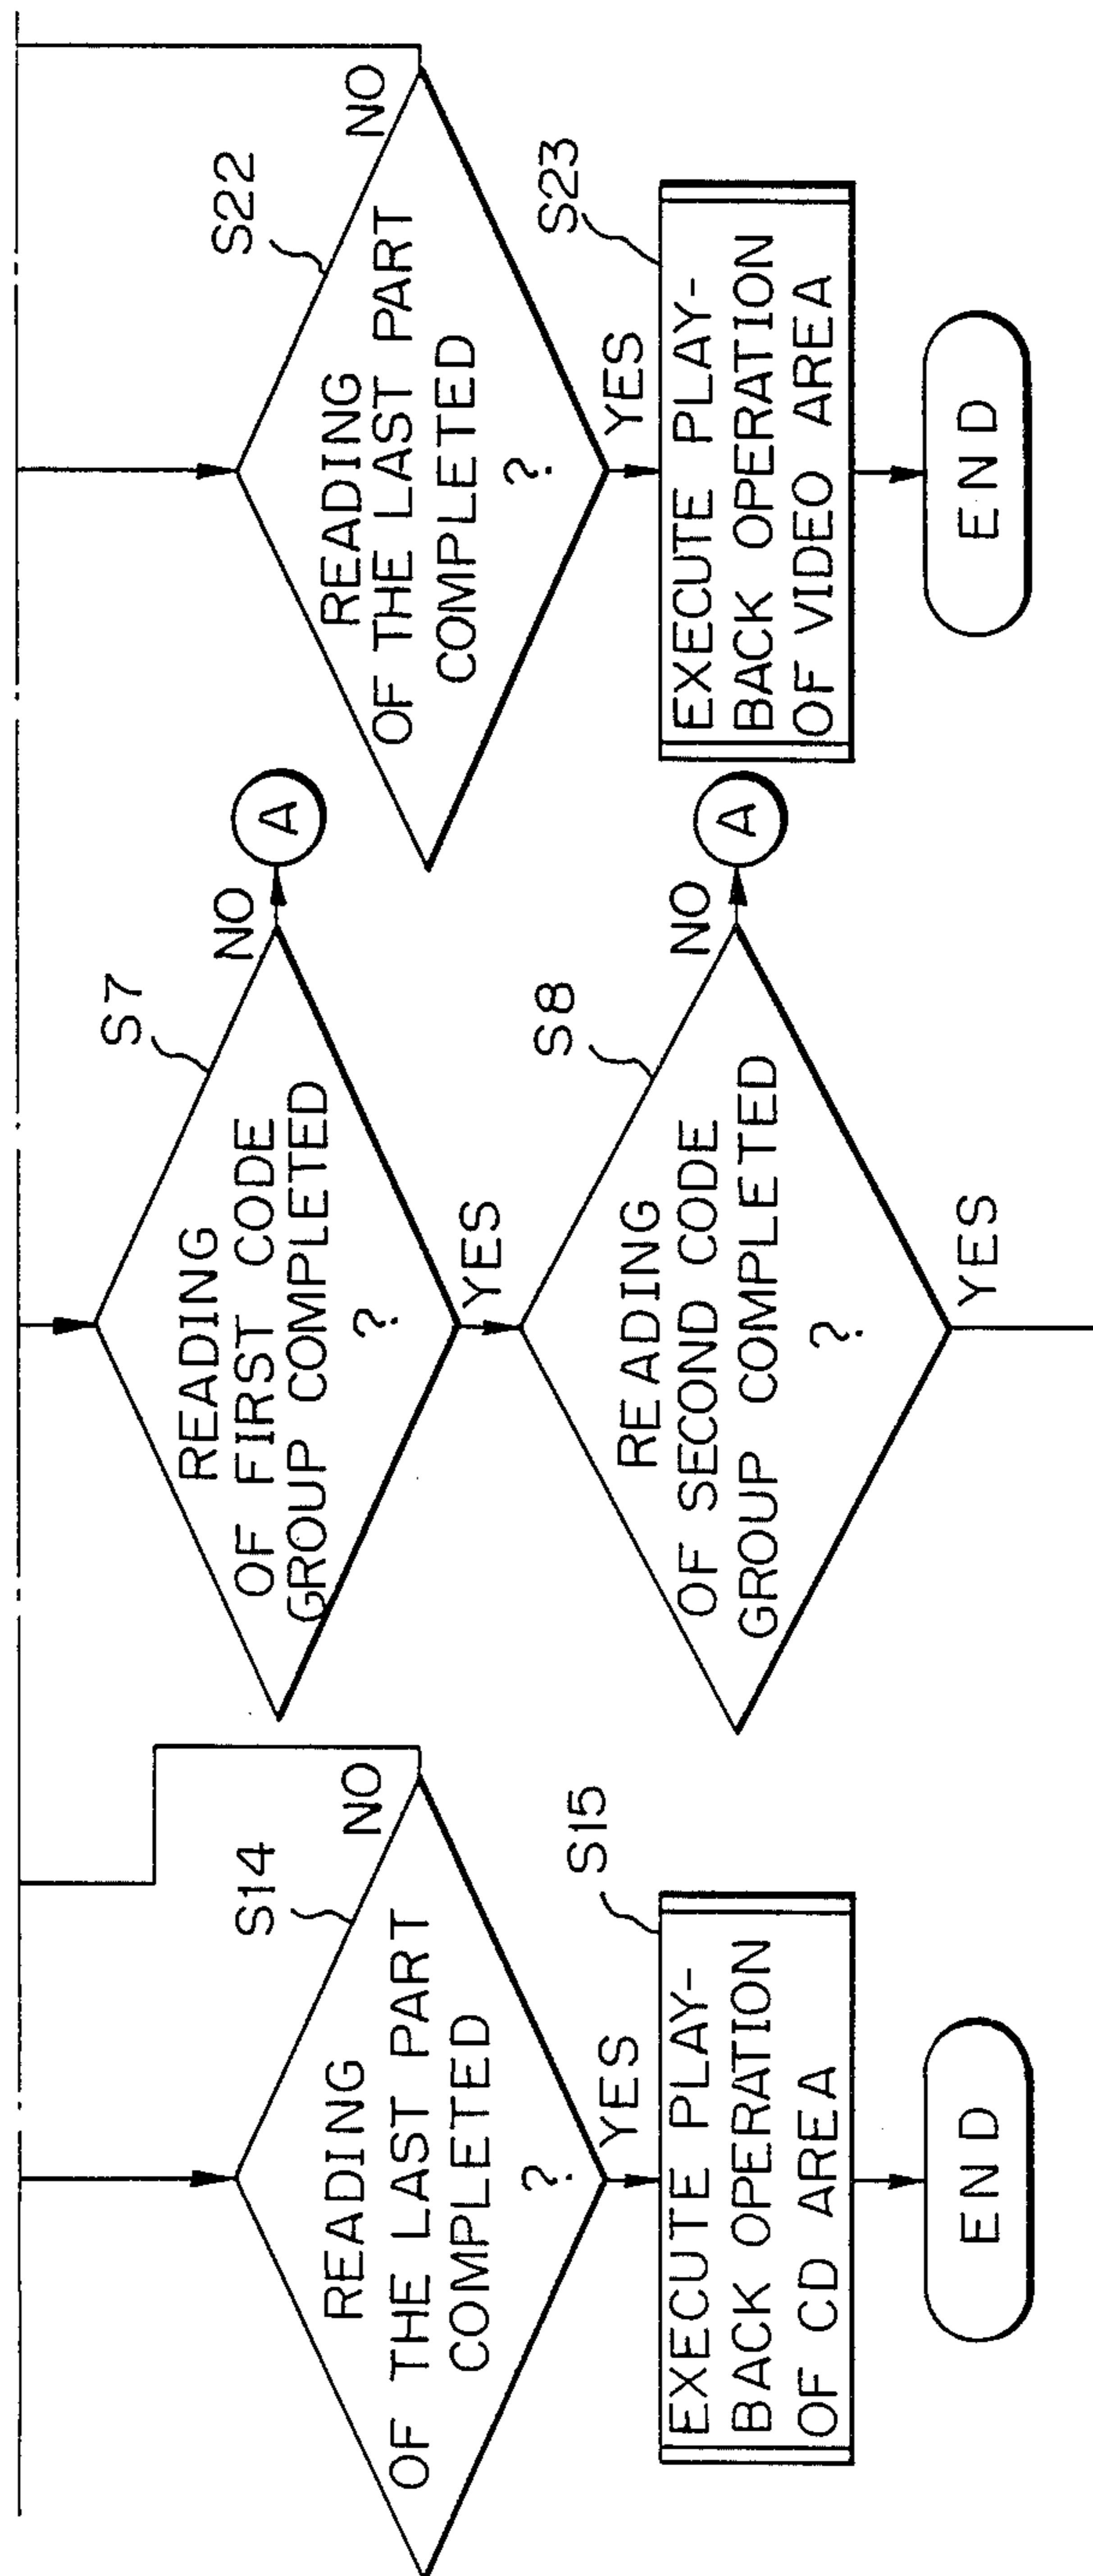 S14
READING
OF THE LAST PART
COMPLETED
?
NO
YES
S15
EXECUTE PLAY-
BACK OPERATION
OF CD AREA
END
S7
READING
OF FIRST CODE
GROUP COMPLETED
?
NO
A
YES
S8
READING
OF SECOND CODE
GROUP COMPLETED
?
NO
A
YES
S22
READING
OF THE LAST PART
COMPLETED
?
NO
YES
S23
EXECUTE PLAY-
BACK OPERATION
OF VIDEO AREA
END